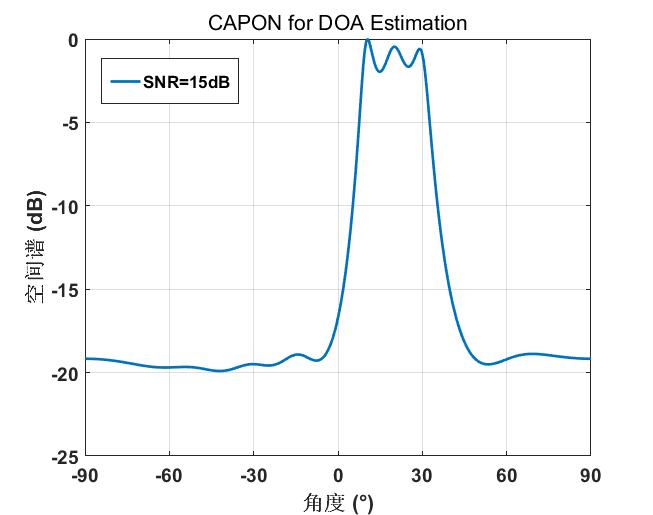 CAPON for DOA Estimation
SNR=15dB
空间谱 (dB)
0
-5
-10
-15
-20
-25
-90 -60 -30 0 30 60 90
角度 (°)